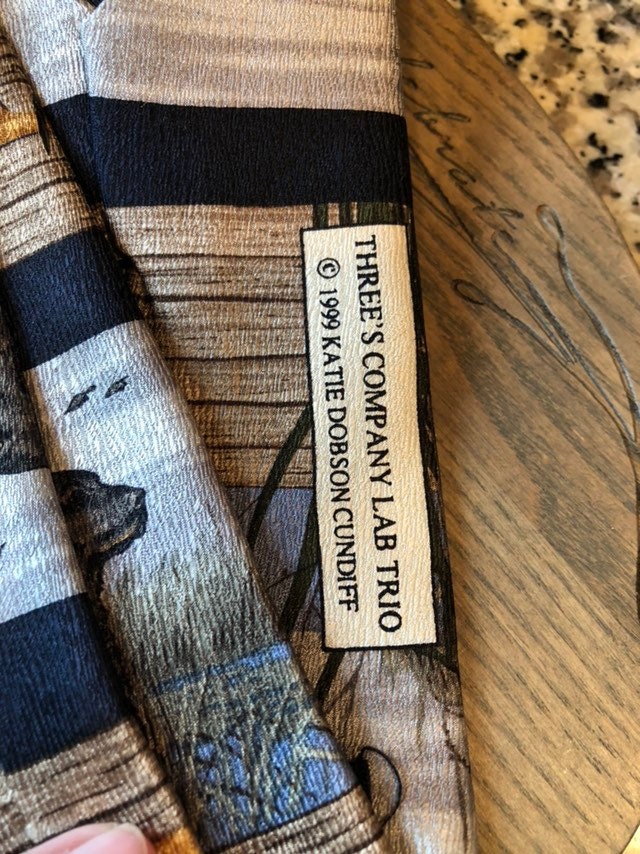 THREE'S COMPANY LAB TRIO
© 1999 KATIE DOBSON CUNDIFF